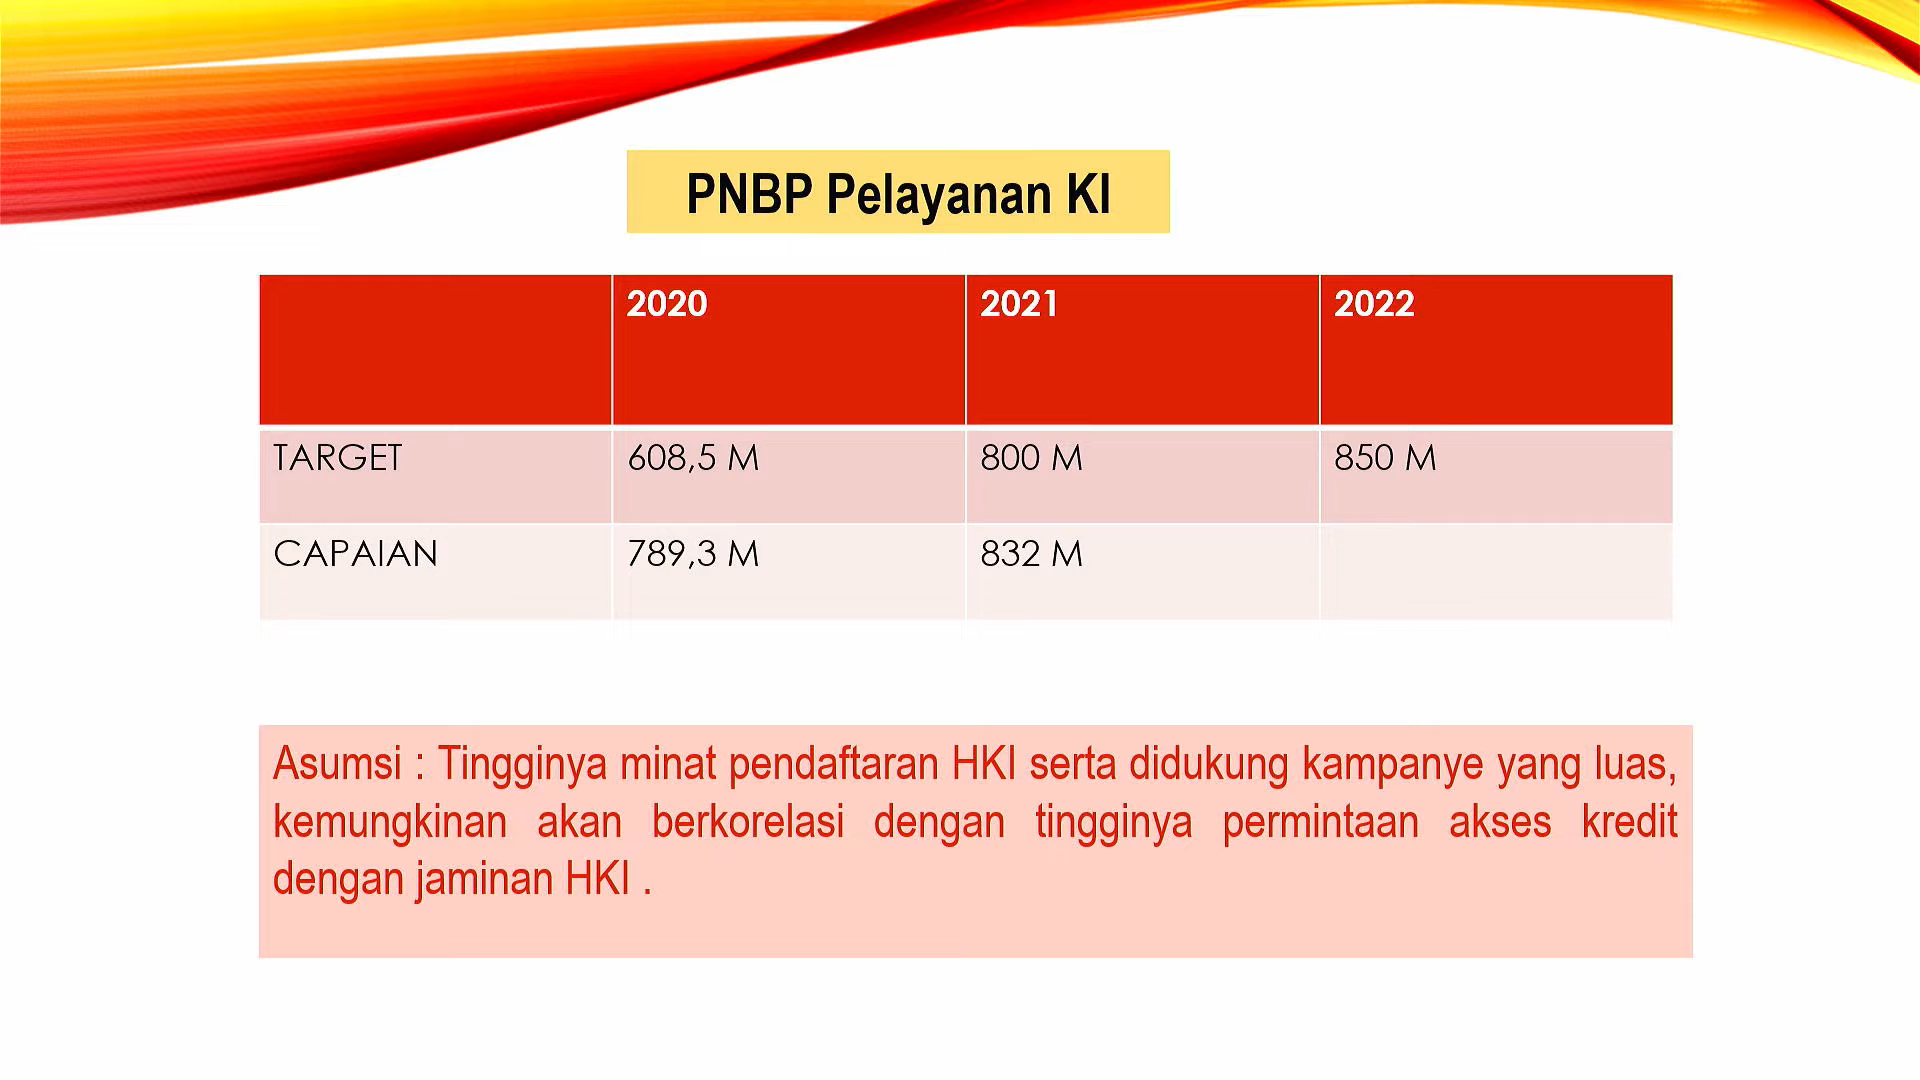 PNBP Pelayanan KI
2020 2021 2022
TARGET 608,5 M 800 M 850 M
CAPAIAN 789,3 M 832 M
Asumsi : Tingginya minat pendaftaran HKI serta didukung kampanye yang luas,
kemungkinan akan berkorelasi dengan tingginya permintaan akses kredit
dengan jaminan HKI .